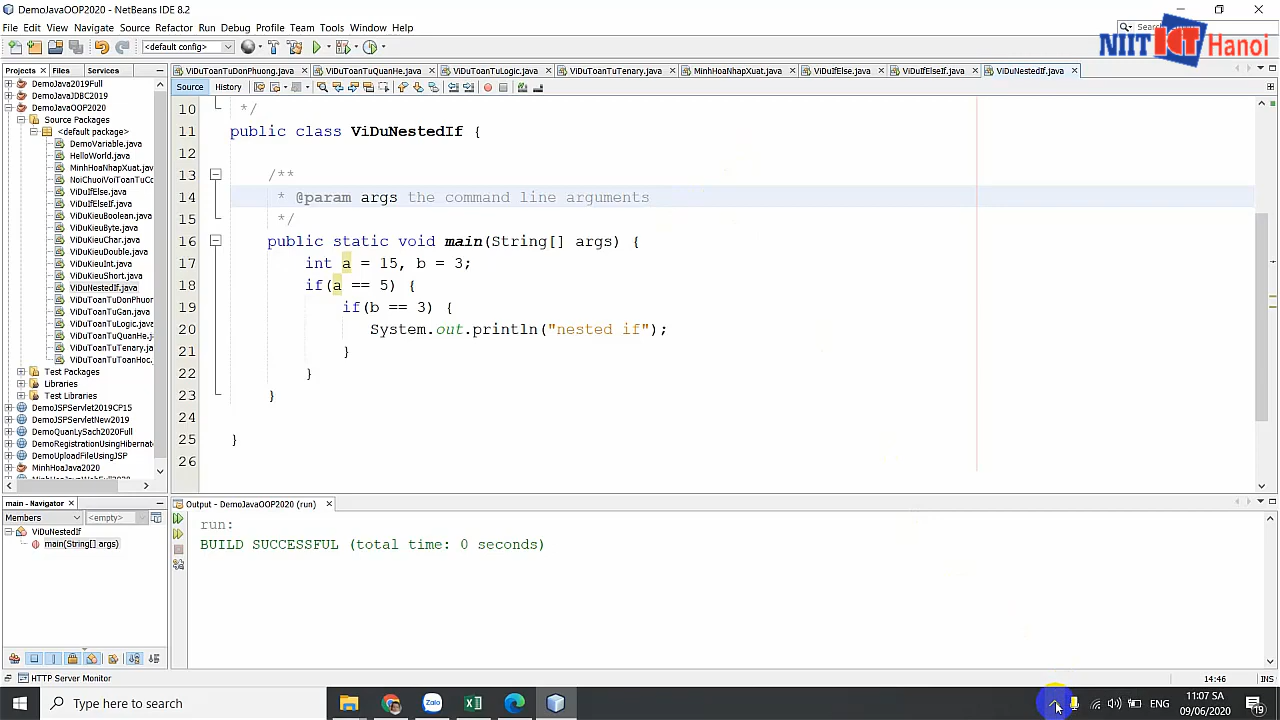 DemoJavaOOP2020 - NetBeans IDE 8.2
File Edit View Navigate Source Refactor Run Debug Profile Team Tools Window Help
<default config>
NIIT ICT Hanoi
Projects Files Services
ViDuToanTuDonPhuong.java ViDuToanTuQuanHe.java ViDuToanTuLogic.java ViDuToanTuTenary.java MinhHoaNhapXuat.java ViDuIfElse.java ViDuIfElseIf.java ViDuNestedIf.java
Source History
DemoJava2019Full
DemoJavaJDBC2019
DemoJavaOOP2020
Source Packages
<default package>
DemoVariable.java
HelloWorld.java
MinhHoaNhapXuat.jav
NoiChuoiVoiToanTuCo
ViDuIfElse.java
ViDuIfElseIf.java
ViDuKieuBoolean.java
ViDuKieuByte.java
ViDuKieuChar.java
ViDuKieuDouble.java
ViDuKieuInt.java
ViDuKieuShort.java
ViDuNestedIf.java
ViDuToanTuDonPhuor
ViDuToanTuGan.java
ViDuToanTuLogic.java
ViDuToanTuQuanHe.j
ViDuToanTuTenary.ja
ViDuToanTuToanHoc.
Test Packages
Libraries
Test Libraries
DemoJSPServlet2019CP15
DemoJSPServletNew2019
DemoQuanLySach2020Full
DemoRegistrationUsingHibernat
DemoUploadFileUsingJSP
MinhHoaJava2020
10 */
11 public class ViDuNestedIf {
12
13 /**
14 * @param args the command line arguments
15 */
16 public static void main(String[] args) {
17 int a = 15, b = 3;
18 if(a == 5) {
19 if(b == 3) {
20 System.out.println("nested if");
21 }
22 }
23 }
24
25 }
26
main - Navigator
Members <empty>
ViDuNestedIf
main(String[] args)
Output - DemoJavaOOP2020 (run)
run:
BUILD SUCCESSFUL (total time: 0 seconds)
HTTP Server Monitor
14:46 INS
Type here to search
Zalo
ENG
11:07 SA
09/06/2020
19